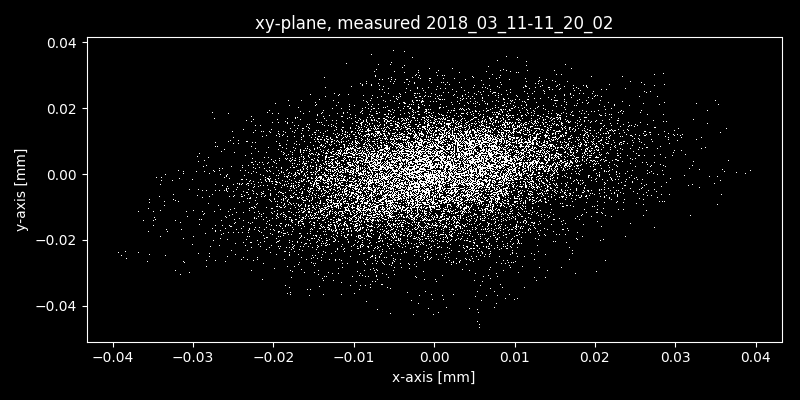 xy-plane, measured 2018_03_11-11_20_02
0.04
0.02
0.00
−0.02
−0.04
y-axis [mm]
−0.04 −0.03 −0.02 −0.01 0.00 0.01 0.02 0.03 0.04
x-axis [mm]